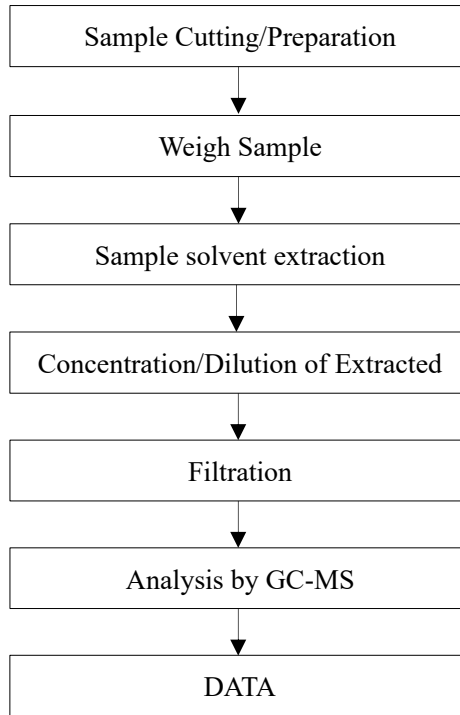 Sample Cutting/Preparation
Weigh Sample
Sample solvent extraction
Concentration/Dilution of Extracted
Filtration
Analysis by GC-MS
DATA